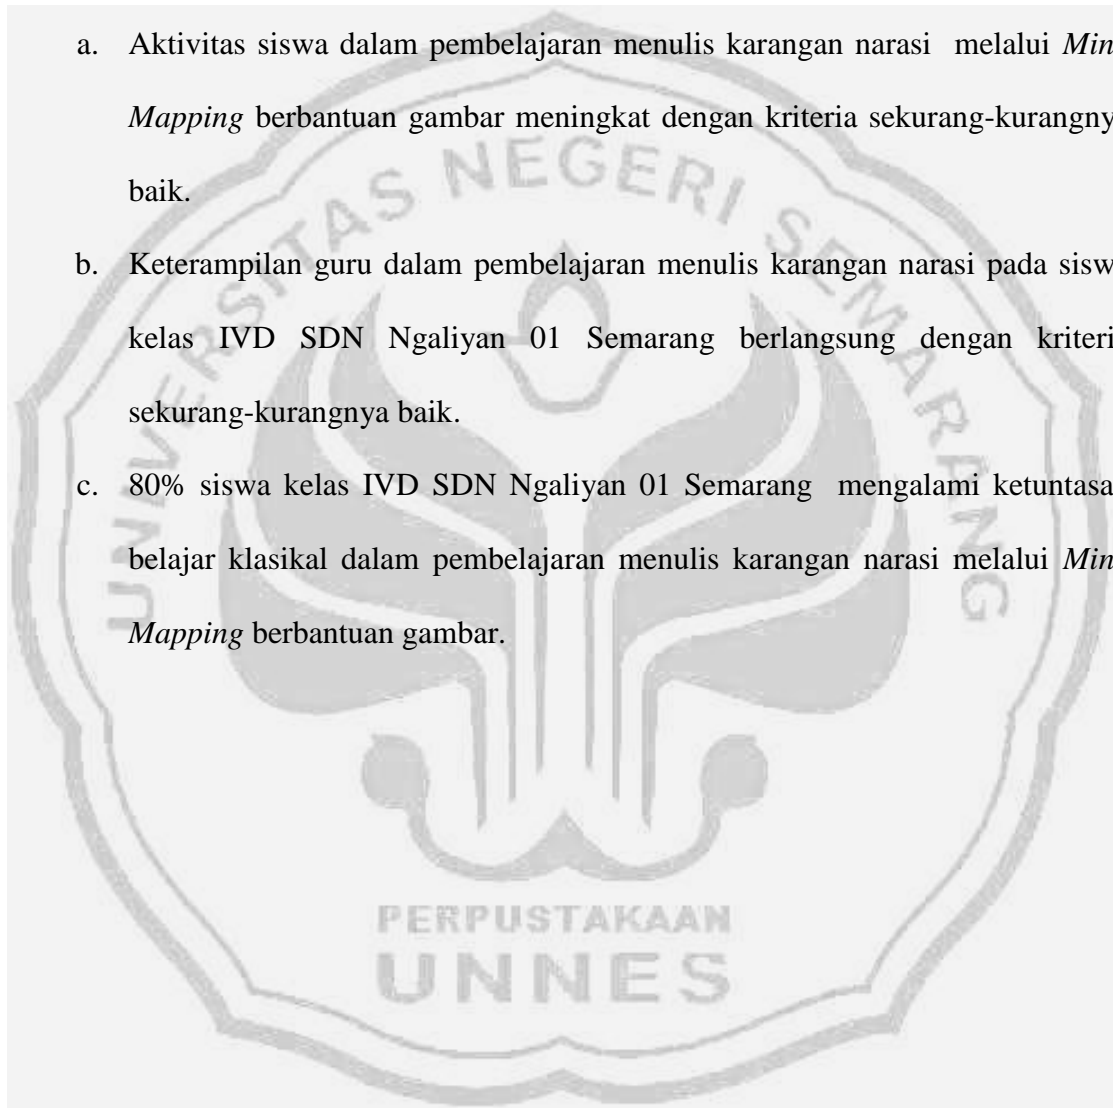 a. Aktivitas siswa dalam pembelajaran menulis karangan narasi melalui Min
Mapping berbantuan gambar meningkat dengan kriteria sekurang-kurangny
baik.
b. Keterampilan guru dalam pembelajaran menulis karangan narasi pada sisw
kelas IVD SDN Ngaliyan 01 Semarang berlangsung dengan kriteri
sekurang-kurangnya baik.
c. 80% siswa kelas IVD SDN Ngaliyan 01 Semarang mengalami ketuntasa
belajar klasikal dalam pembelajaran menulis karangan narasi melalui Min
Mapping berbantuan gambar.
UNIVERSITAS NEGERI SEMARANG
PERPUSTAKAAN
UNNES